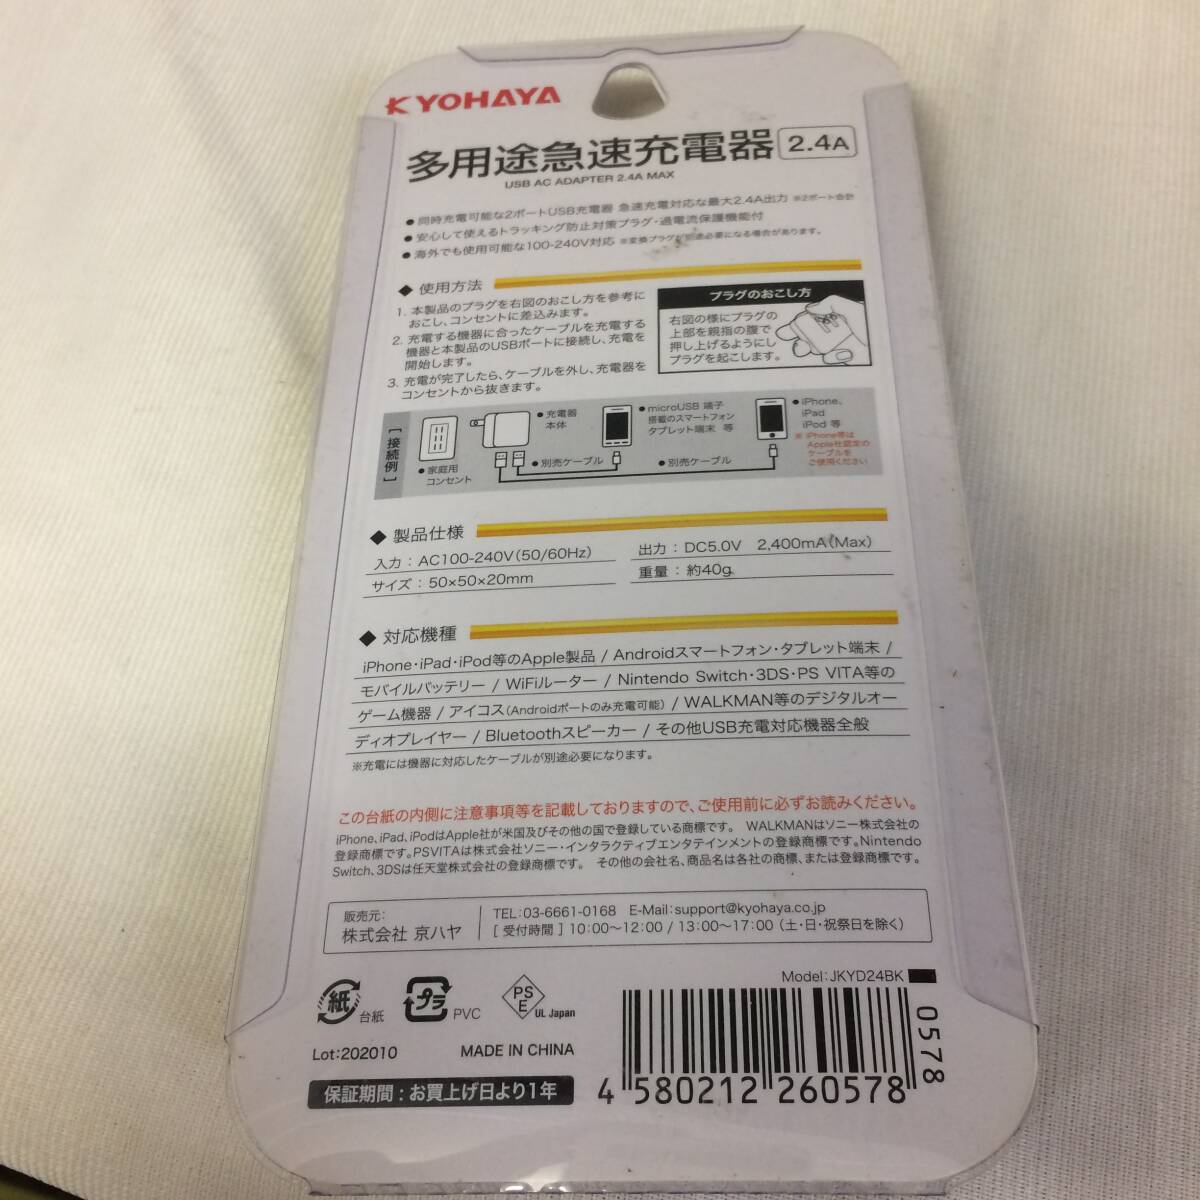 KYOHAYA
多用途急速充電器 2.4A
USB AC ADAPTER 2.4A MAX
● 同時充電可能な2ポートUSB充電器 急速充電対応な最大2.4A出力 ※2ポート合計
● 安心して使えるトラッキング防止対策プラグ・過電流保護機能付
● 海外でも使用可能な100-240V対応 ※変換プラグが別途必要になる場合があります。
◆ 使用方法
1. 本製品のプラグを右図のおこし方を参考に
おこし、コンセントに差込みます。
2. 充電する機器に合ったケーブルを充電する
機器と本製品のUSBポートに接続し、充電を
開始します。
3. 充電が完了したら、ケーブルを外し、充電器を
コンセントから抜きます。
プラグのおこし方
右図の様にプラグの
上部を親指の腹で
押し上げるようにし
プラグを起こします。
[接続例]
● 家庭用
コンセント
● 充電器
本体
● 別売ケーブル
● microUSB 端子
搭載のスマートフォン
タブレット端末 等
● 別売ケーブル
● iPhone、
iPad
iPod 等
※ iPhone等は
Apple社認定の
ケーブルを
ご使用ください
◆ 製品仕様
入力：AC100-240V(50/60Hz)
出力：DC5.0V 2,400mA(Max)
サイズ：50×50×20mm
重量：約40g
◆ 対応機種
iPhone・iPad・iPod等のApple製品 / Androidスマートフォン・タブレット端末 /
モバイルバッテリー / WiFiルーター / Nintendo Switch・3DS・PS VITA等の
ゲーム機器 / アイコス(Androidポートのみ充電可能) / WALKMAN等のデジタルオー
ディオプレイヤー / Bluetoothスピーカー / その他USB充電対応機器全般
※充電には機器に対応したケーブルが別途必要になります。
この台紙の内側に注意事項等を記載しておりますので、ご使用前に必ずお読みください。
iPhone、iPad、iPodはApple社が米国及びその他の国で登録している商標です。 WALKMANはソニー株式会社の
登録商標です。PSVITAは株式会社ソニー・インタラクティブエンタテインメントの登録商標です。Nintendo
Switch、3DSは任天堂株式会社の登録商標です。 その他の会社名、商品名は各社の商標、または登録商標です。
販売元:
株式会社 京ハヤ
TEL:03-6661-0168 E-Mail:support@kyohaya.co.jp
[ 受付時間 ] 10:00〜12:00 / 13:00〜17:00 （土・日・祝祭日を除く）
紙 台紙
プラ PVC
PS
E
UL Japan
Model:JKYD24BK
Lot:202010
MADE IN CHINA
保証期間：お買上げ日より1年
4 580212 260578
0578